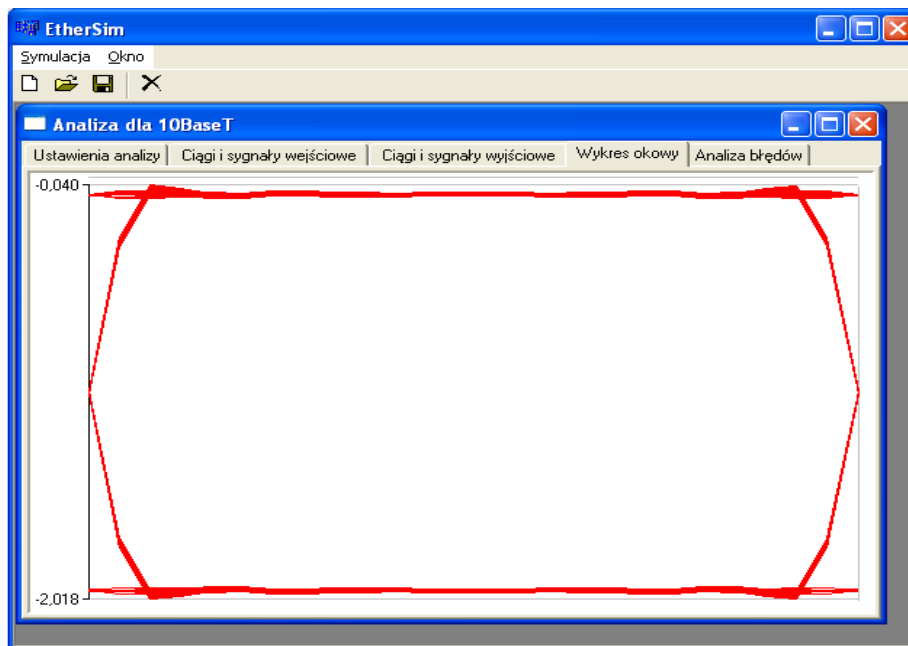 EtherSim
Symulacja Okno
Analiza dla 10BaseT
Ustawienia analizy Ciągi i sygnały wejściowe Ciągi i sygnały wyjściowe Wykres okowy Analiza błędów
-0,040
-2,018